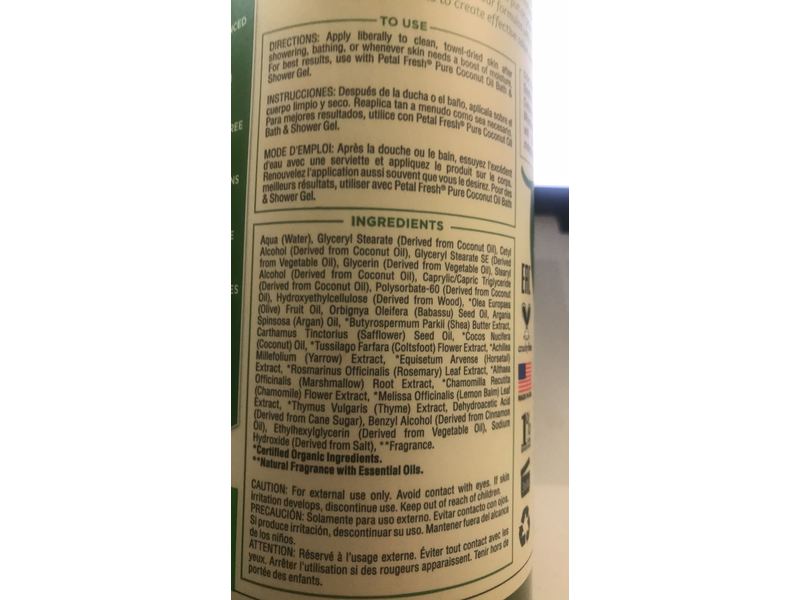 our formula
to create effective
TO USE
DIRECTIONS: Apply liberally to clean, towel-dried skin after
showering, bathing, or whenever skin needs a boost of moisture.
For best results, use with Petal Fresh® Pure Coconut Oil Bath &
Shower Gel.
INSTRUCCIONES: Después de la ducha o el baño, aplícala sobre el
cuerpo limpio y seco. Reaplica tan a menudo como sea necesario.
Para mejores resultados, utilice con Petal Fresh® Pure Coconut Oil
Bath & Shower Gel.
MODE D'EMPLOI: Après la douche ou le bain, essuyez l'excédent
d'eau avec une serviette et appliquez le produit sur le corps.
Renouvelez l'application aussi souvent que vous le desirez. Pour des
meilleurs résultats, utiliser avec Petal Fresh® Pure Coconut Oil Bath
& Shower Gel.
INGREDIENTS
Aqua (Water), Glyceryl Stearate (Derived from Coconut Oil), Cetyl
Alcohol (Derived from Coconut Oil), Glyceryl Stearate SE (Derived
from Vegetable Oil), Glycerin (Derived from Vegetable Oil), Stearyl
Alcohol (Derived from Coconut Oil), Caprylic/Capric Triglyceride
(Derived from Coconut Oil), Polysorbate-60 (Derived from Coconut
Oil), Hydroxyethylcellulose (Derived from Wood), *Olea Europaea
(Olive) Fruit Oil, Orbignya Oleifera (Babassu) Seed Oil, Argania
Spinosa (Argan) Oil, *Butyrospermum Parkii (Shea) Butter Extract,
Carthamus Tinctorius (Safflower) Seed Oil, *Cocos Nucifera
(Coconut) Oil, *Tussilago Farfara (Coltsfoot) Flower Extract, *Achillea
Millefolium (Yarrow) Extract, *Equisetum Arvense (Horsetail)
Extract, *Rosmarinus Officinalis (Rosemary) Leaf Extract, *Althaea
Officinalis (Marshmallow) Root Extract, *Chamomilla Recutita
(Chamomile) Flower Extract, *Melissa Officinalis (Lemon Balm) Leaf
Extract, *Thymus Vulgaris (Thyme) Extract, Dehydroacetic Acid
(Derived from Cane Sugar), Benzyl Alcohol (Derived from Cinnamon
Oil), Ethylhexylglycerin (Derived from Vegetable Oil), Sodium
Hydroxide (Derived from Salt), **Fragrance.
*Certified Organic Ingredients.
**Natural Fragrance with Essential Oils.
CAUTION: For external use only. Avoid contact with eyes. If skin
irritation develops, discontinue use. Keep out of reach of children.
PRECAUCIÓN: Solamente para uso externo. Evitar contacto con ojos.
Si produce irritación, descontinuar su uso. Mantener fuera del alcance
de los niños.
ATTENTION: Réservé à l'usage externe. Éviter tout contact avec les
yeux. Arrêter l'utilisation si des rougeurs apparaissent. Tenir hors de
portée des enfants.